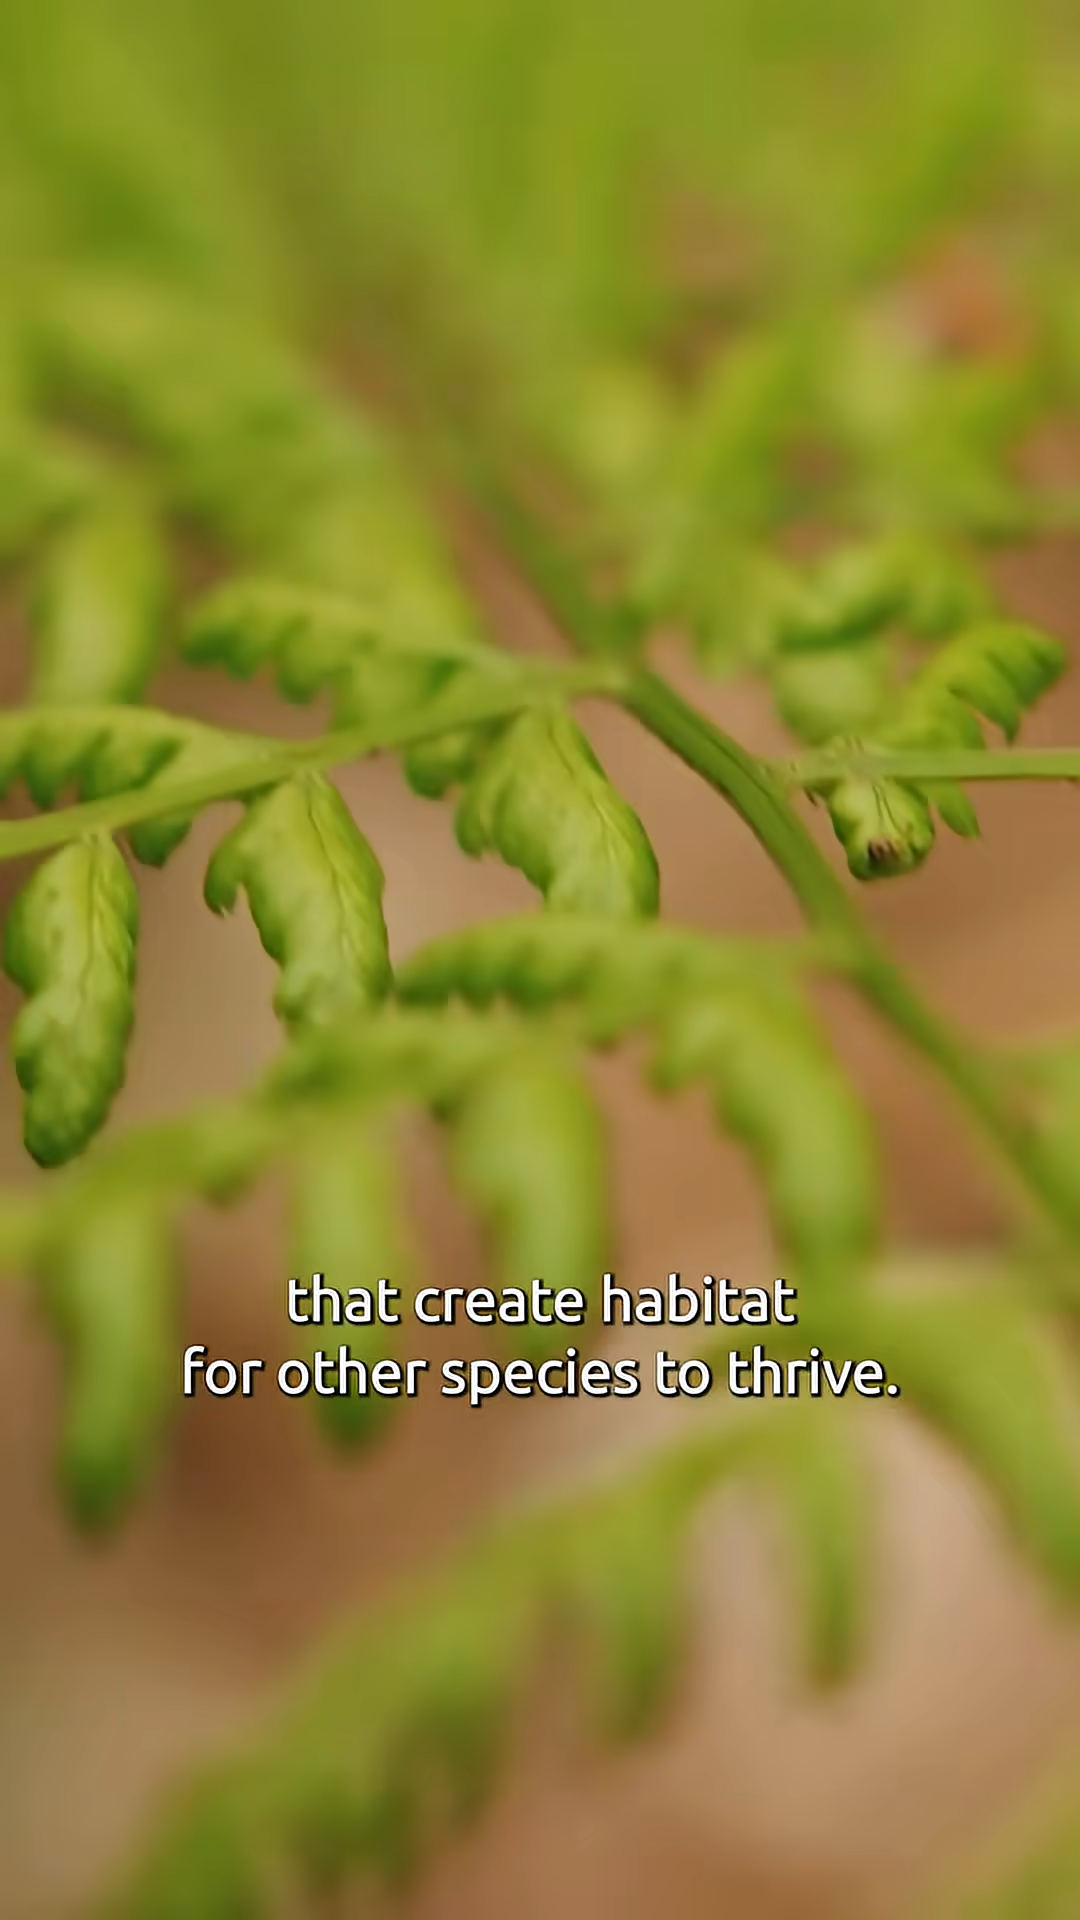 that create habitat
for other species to thrive.